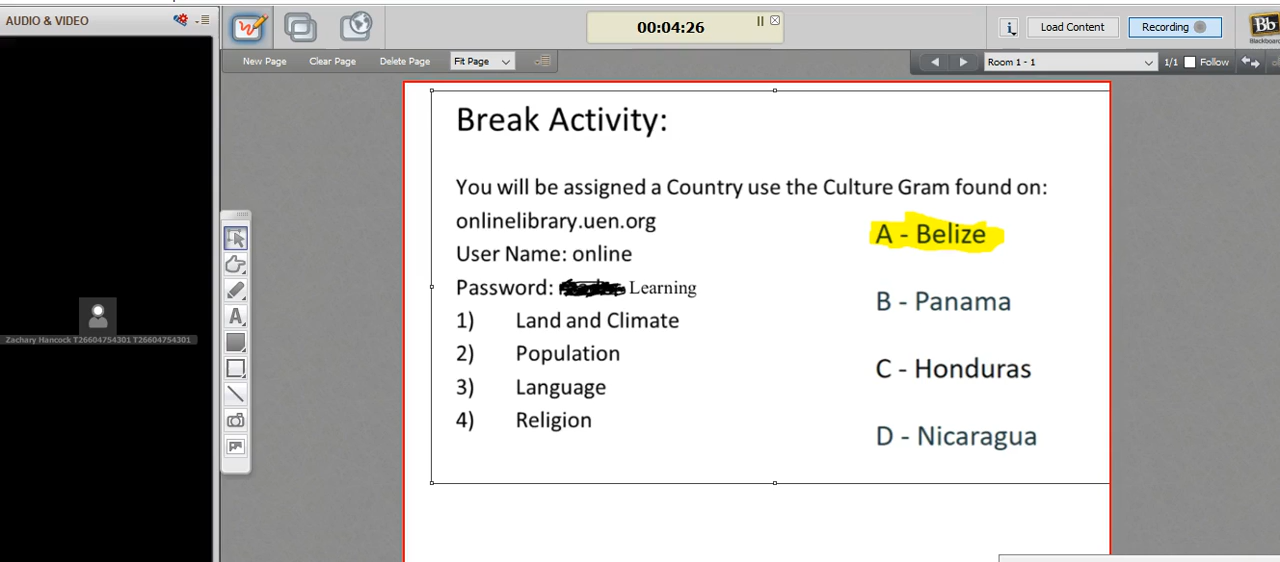 AUDIO & VIDEO
00:04:26
Load Content
Recording
Bb
Blackboard
New Page
Clear Page
Delete Page
Fit Page
Room 1 - 1
1/1
Follow
Break Activity:
You will be assigned a Country use the Culture Gram found on:
onlinelibrary.uen.org
User Name: online
Password: Learning
1) Land and Climate
2) Population
3) Language
4) Religion
A - Belize
B - Panama
C - Honduras
D - Nicaragua
Zachary Hancock T26604754301 T26604754301